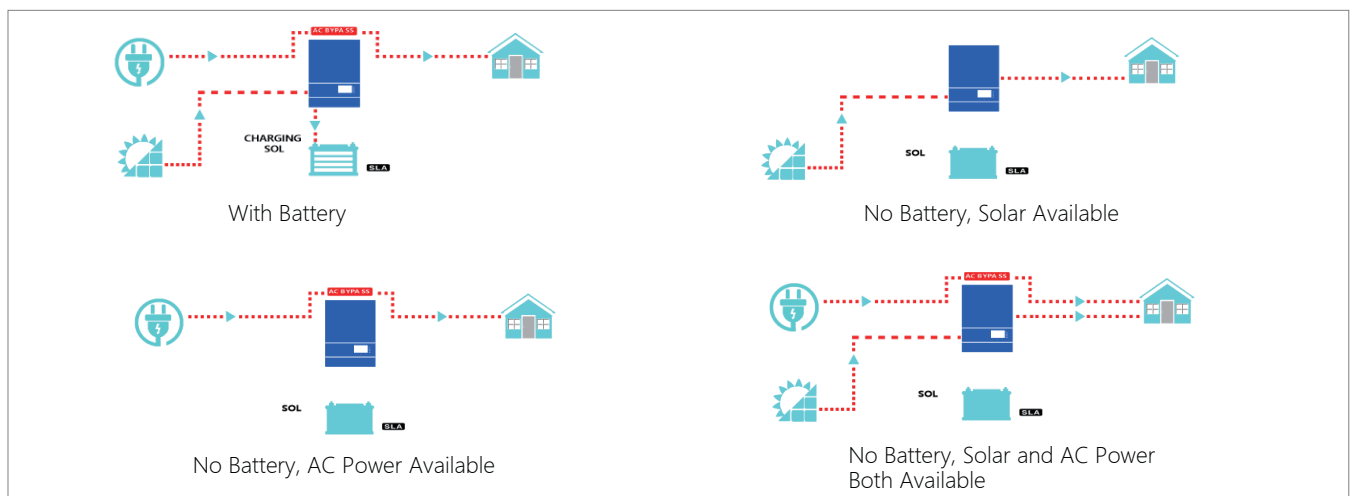 AC BYPA SS
CHARGING
SOL
SLA
With Battery
SOL
SLA
No Battery, Solar Available
AC BYPA SS
SOL
SLA
No Battery, AC Power Available
AC BYPA SS
SOL
SLA
No Battery, Solar and AC Power
Both Available